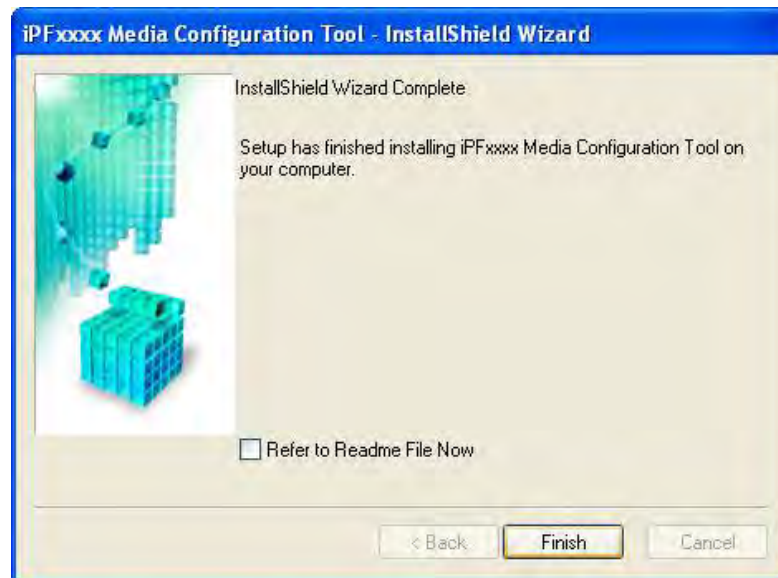 iPFxxxx Media Configuration Tool - InstallShield Wizard
InstallShield Wizard Complete
Setup has finished installing iPFxxxx Media Configuration Tool on
your computer.
Refer to Readme File Now
< Back
Finish
Cancel